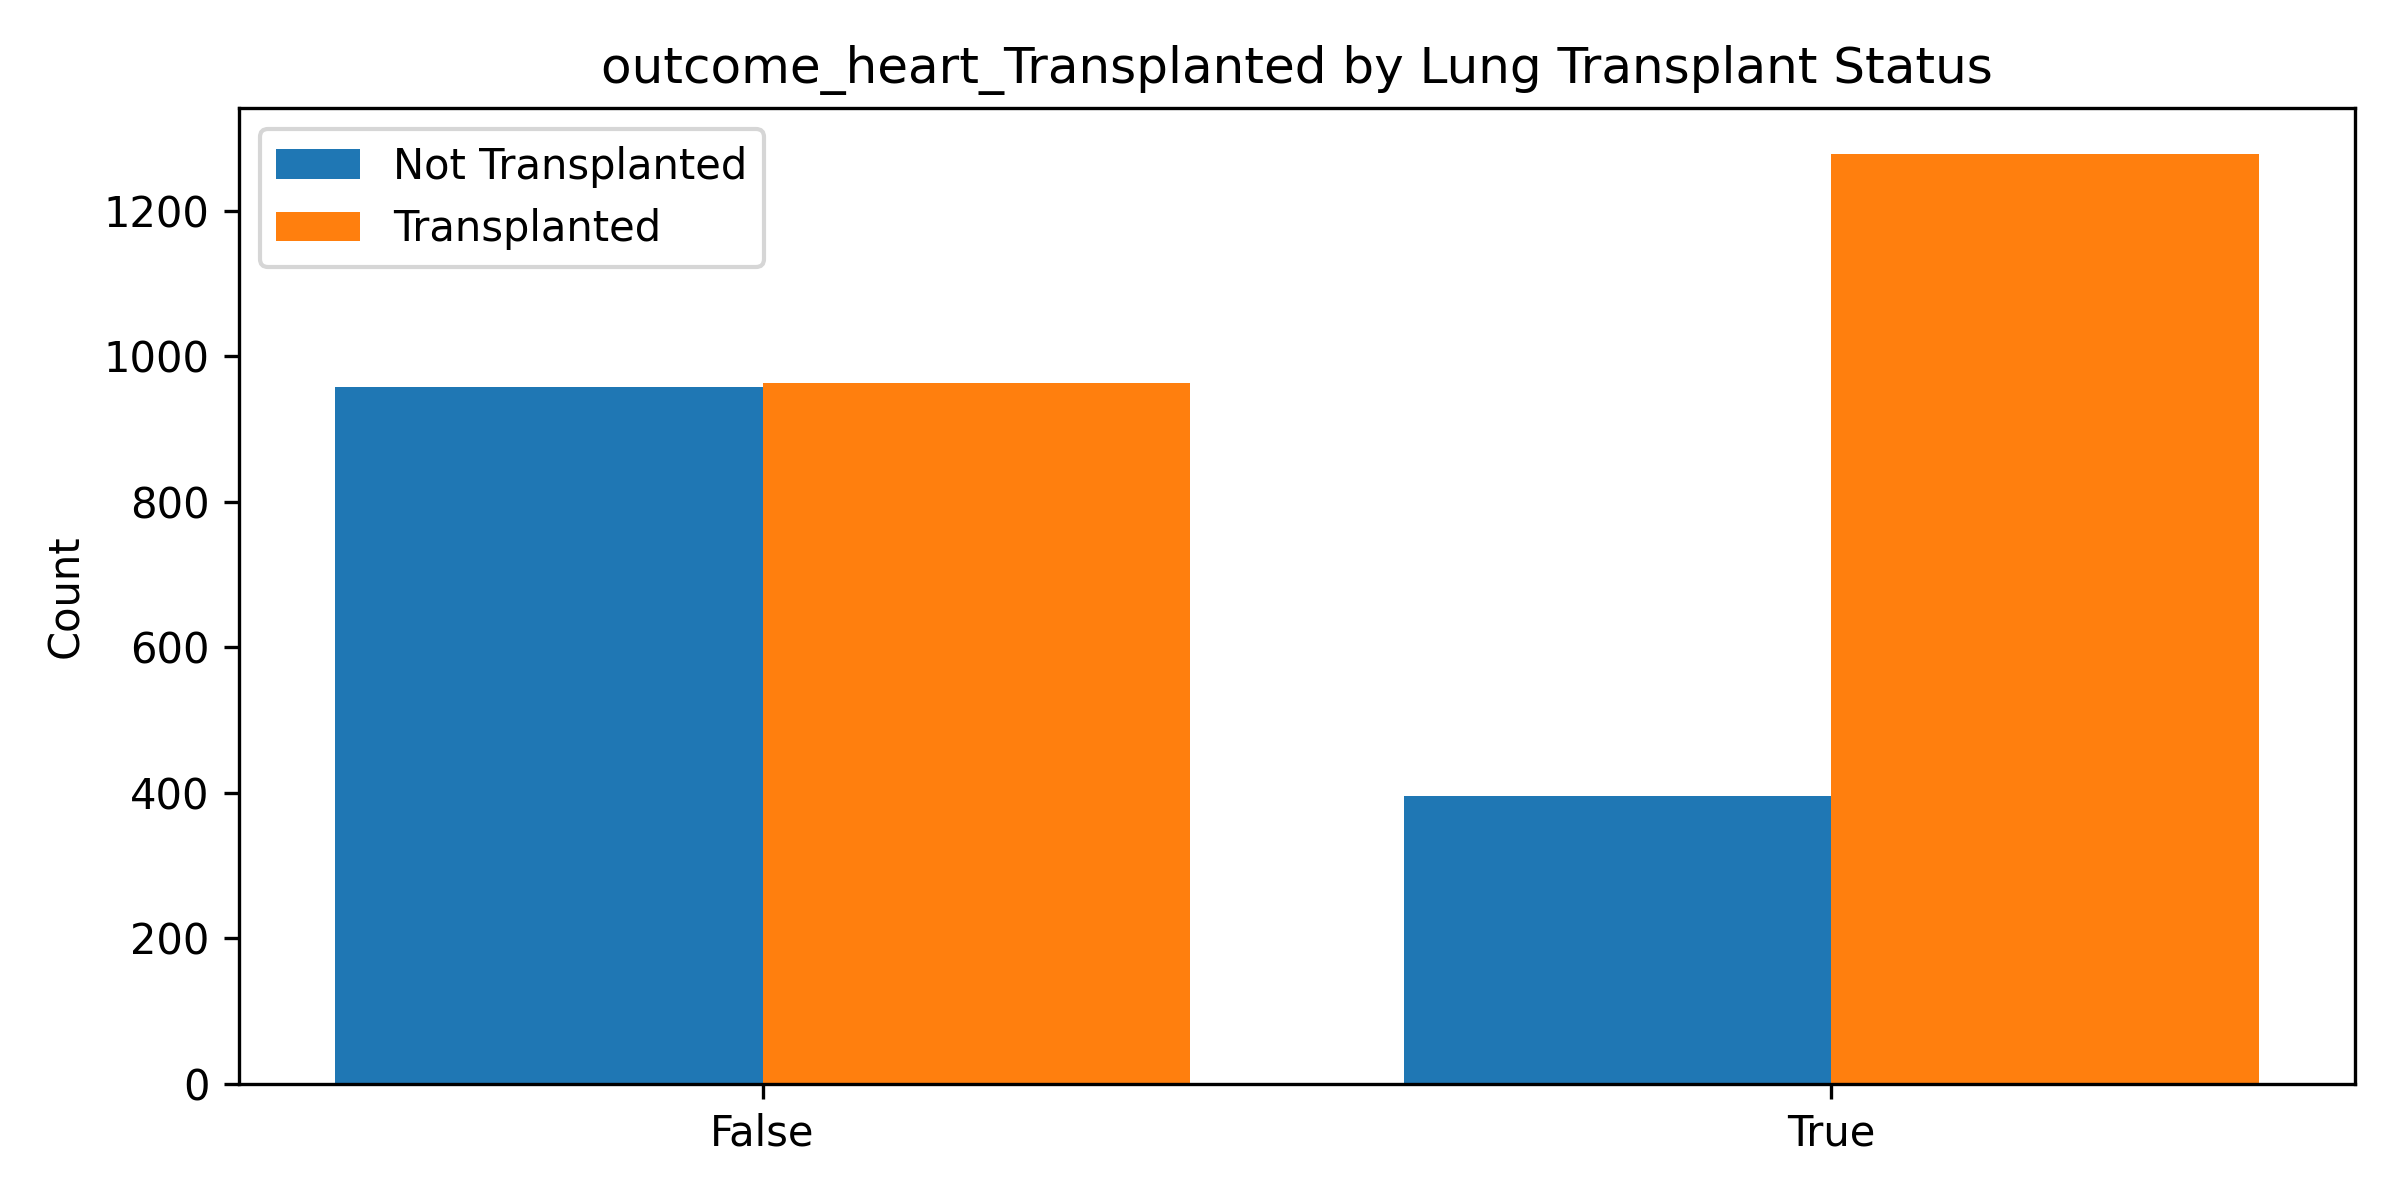 outcome_heart_Transplanted by Lung Transplant Status
Not Transplanted
Transplanted
1200
1000
800
600
400
200
0
Count
False
True